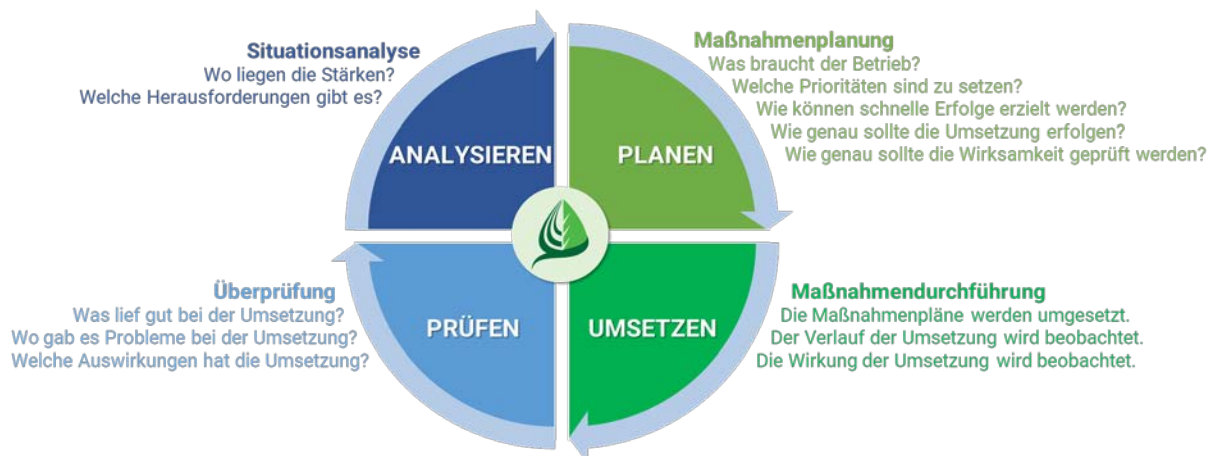 Situationsanalyse
Wo liegen die Stärken?
Welche Herausforderungen gibt es?
ANALYSIEREN
Maßnahmenplanung
Was braucht der Betrieb?
Welche Prioritäten sind zu setzen?
Wie können schnelle Erfolge erzielt werden?
Wie genau sollte die Umsetzung erfolgen?
Wie genau sollte die Wirksamkeit geprüft werden?
PLANEN
Überprüfung
Was lief gut bei der Umsetzung?
Wo gab es Probleme bei der Umsetzung?
Welche Auswirkungen hat die Umsetzung?
PRÜFEN
UMSETZEN
Maßnahmendurchführung
Die Maßnahmenpläne werden umgesetzt.
Der Verlauf der Umsetzung wird beobachtet.
Die Wirkung der Umsetzung wird beobachtet.